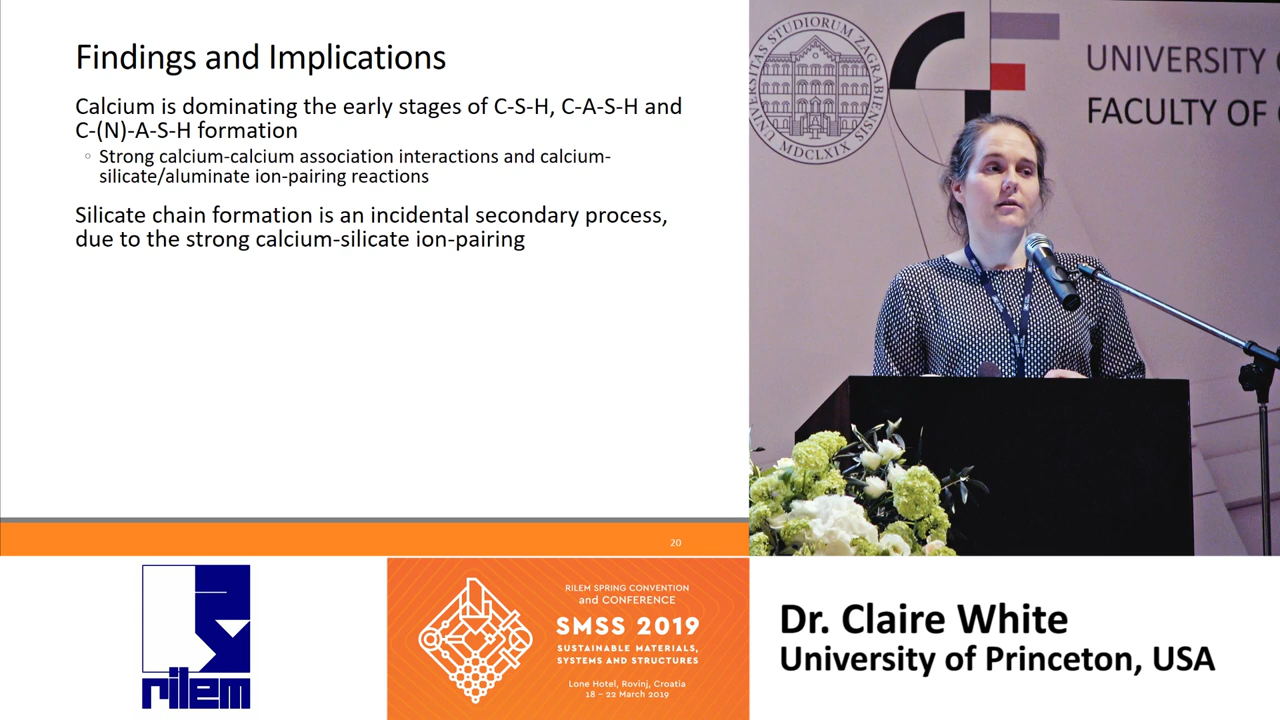 Findings and Implications
Calcium is dominating the early stages of C-S-H, C-A-S-H and
C-(N)-A-S-H formation
◦ Strong calcium-calcium association interactions and calcium-
silicate/aluminate ion-pairing reactions
Silicate chain formation is an incidental secondary process,
due to the strong calcium-silicate ion-pairing
20
UNIVERSITAS STUDIORUM ZAGRABIENSIS
MDCLXIX
UNIVERSITY
FACULTY OF
rilem
RILEM SPRING CONVENTION
and CONFERENCE
SMSS 2019
SUSTAINABLE MATERIALS,
SYSTEMS AND STRUCTURES
Lone Hotel, Rovinj, Croatia
18 – 22 March 2019
Dr. Claire White
University of Princeton, USA